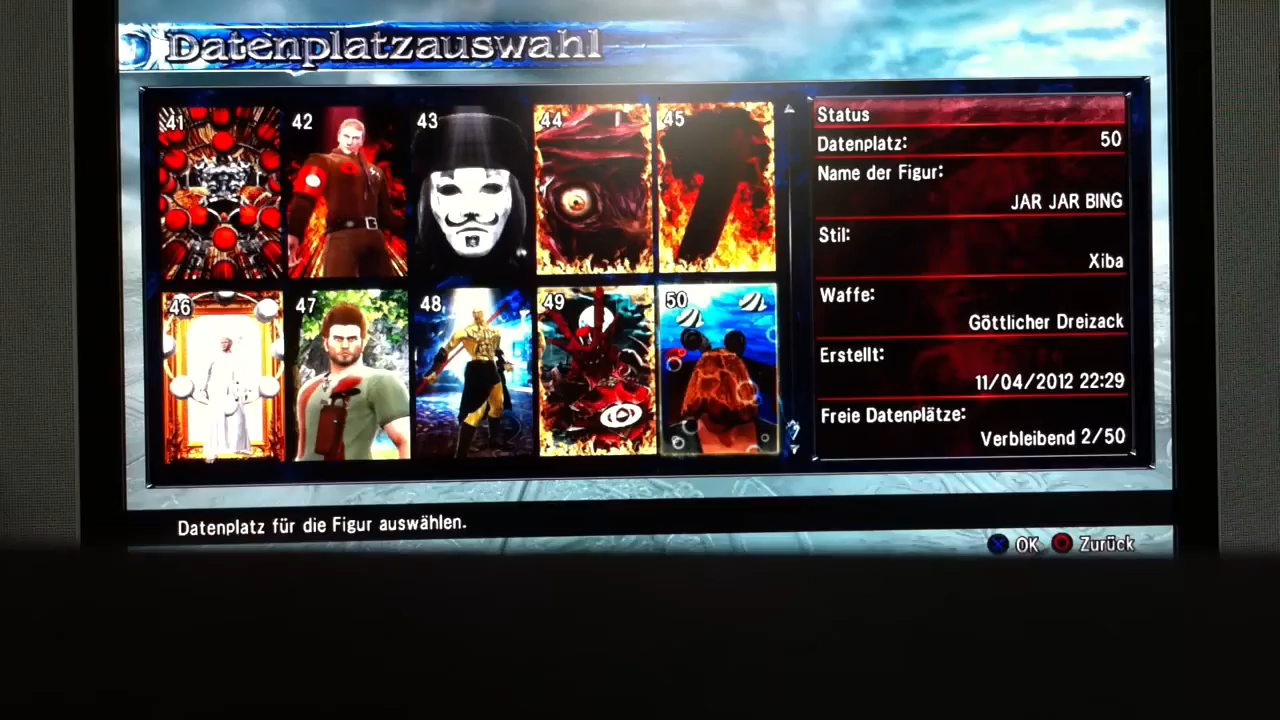 Datenplatzauswahl
41
42
43
44
45
46
47
48
49
50
Status
Datenplatz:
50
Name der Figur:
JAR JAR BING
Stil:
Xiba
Waffe:
Göttlicher Dreizack
Erstellt:
11/04/2012 22:29
Freie Datenplätze:
Verbleibend 2/50
Datenplatz für die Figur auswählen.
OK Zurück